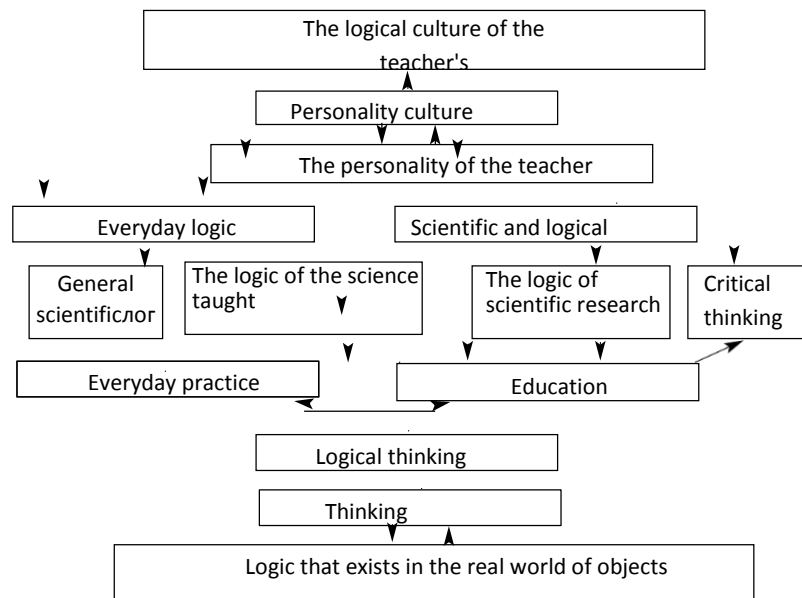 The logical culture of the
teacher's
Personality culture
The personality of the teacher
Everyday logic
Scientific and logical
General
scientificлог
The logic of the science
taught
The logic of
scientific research
Critical
thinking
Everyday practice
Education
Logical thinking
Thinking
Logic that exists in the real world of objects